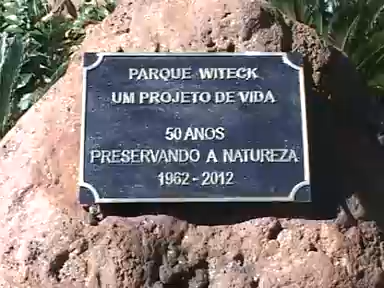 PARQUE WITECK
UM PROJETO DE VIDA
50 ANOS
PRESERVANDO A NATUREZA
1962 - 2012